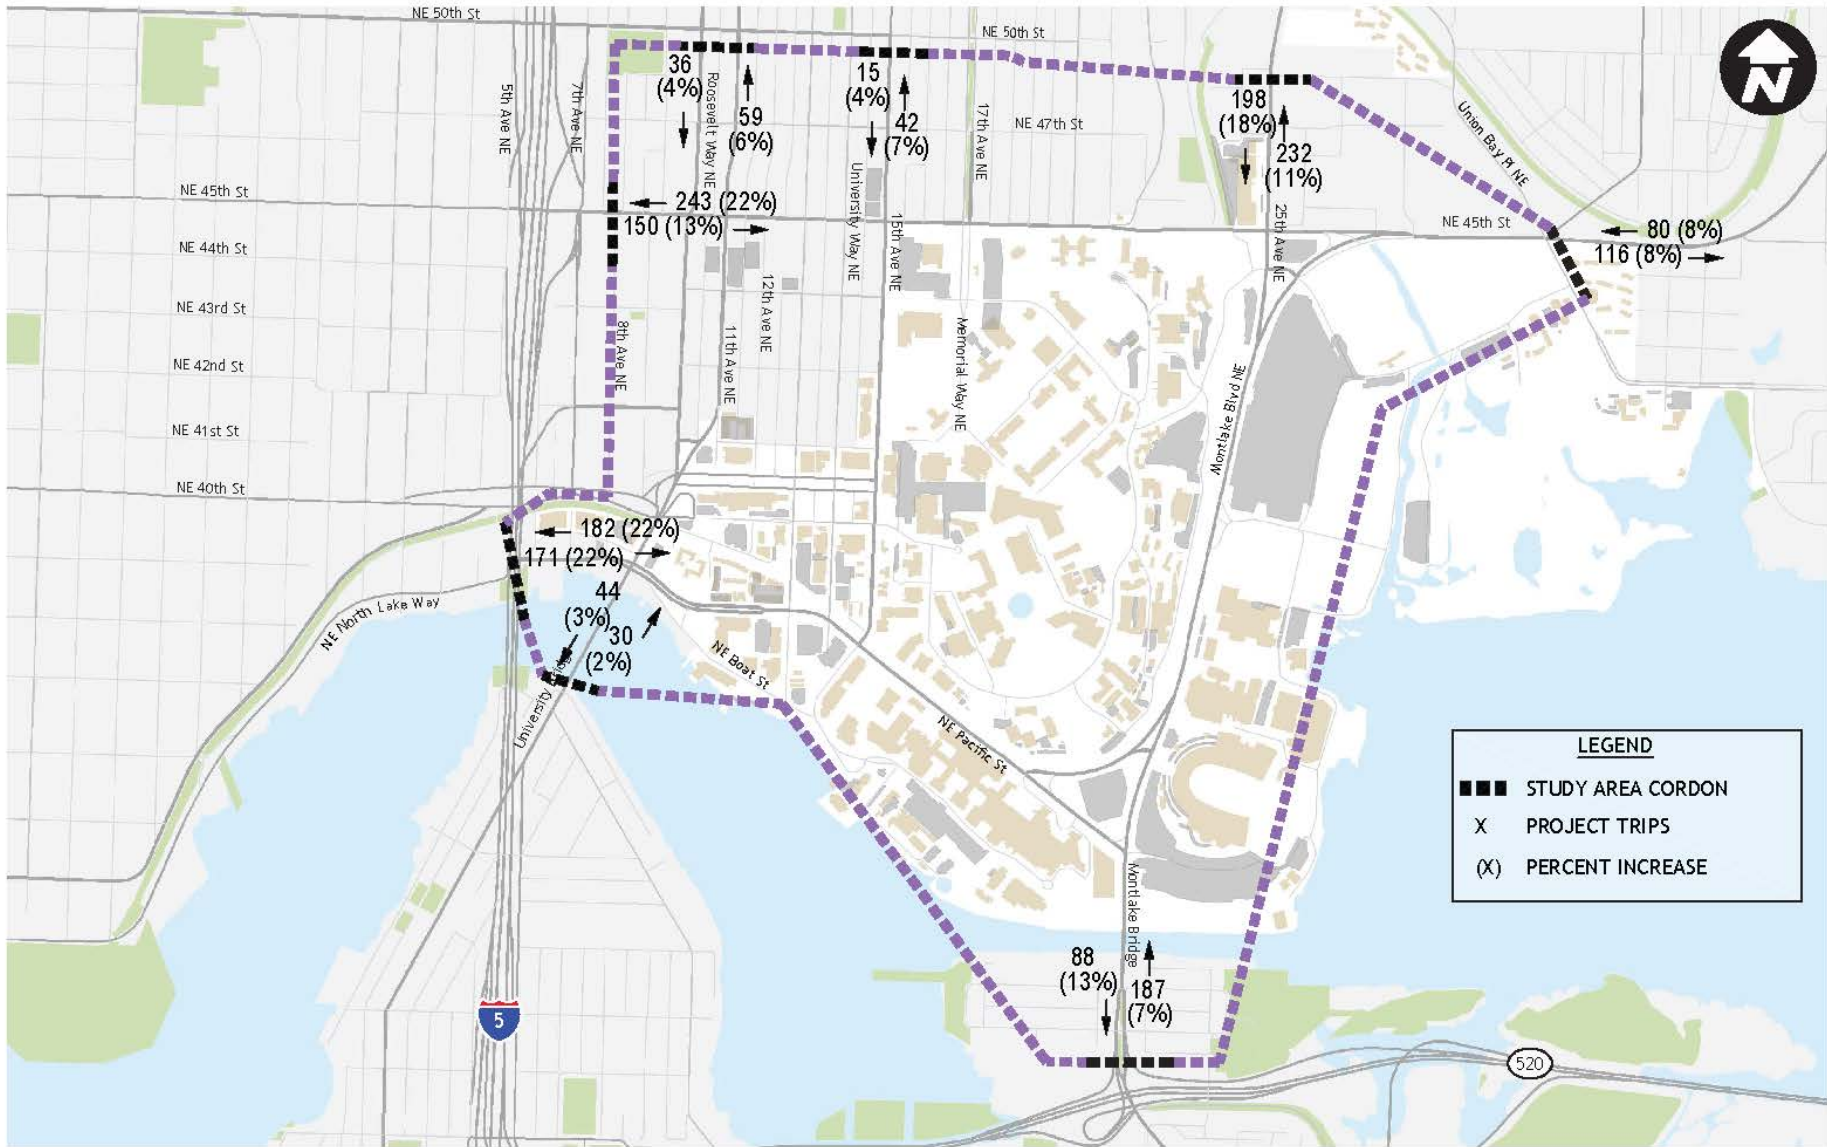 NE 50th St
NE 50th St
N
36
(4%)
59
(6%)
15
(4%)
42
(7%)
198
(18%)
232
(11%)
5th Ave NE
7th Ave NE
Roosevelt Way NE
University Way NE
17th Ave NE
NE 47th St
Union Bay Pl NE
NE 45th St
243 (22%)
150 (13%)
15th Ave NE
25th Ave NE
NE 45th St
80 (8%)
116 (8%)
NE 44th St
12th Ave NE
NE 43rd St
8th Ave NE
11th Ave NE
Memorial Way NE
NE 42nd St
Montlake Blvd NE
NE 41st St
NE 40th St
182 (22%)
171 (22%)
44
(3%)
30
(2%)
NE North Lake Way
NE Boat St
University
NE Pacific St
Montlake Bridge
88
(13%)
187
(7%)
5
520
LEGEND
STUDY AREA CORDON
X PROJECT TRIPS
(X) PERCENT INCREASE